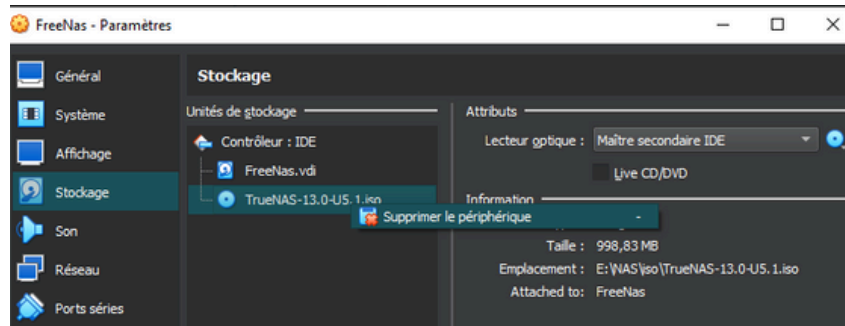 FreeNas - Paramètres
Général
Système
Affichage
Stockage
Son
Réseau
Ports séries
Stockage
Unités de stockage
Contrôleur : IDE
FreeNas.vdi
TrueNAS-13.0-U5.1.iso
Supprimer le périphérique -
Attributs
Lecteur optique : Maître secondaire IDE
Live CD/DVD
Information
Taille : 998,83 MB
Emplacement : E:\NAS\iso\TrueNAS-13.0-U5.1.iso
Attached to: FreeNas